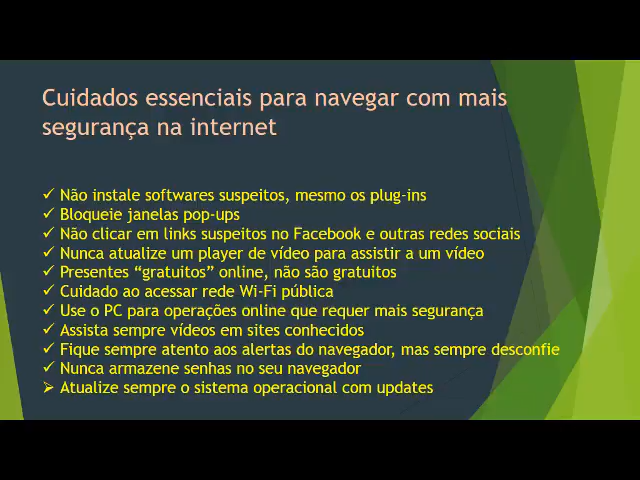 Cuidados essenciais para navegar com mais
segurança na internet
✓ Não instale softwares suspeitos, mesmo os plug-ins
✓ Bloqueie janelas pop-ups
✓ Não clicar em links suspeitos no Facebook e outras redes sociais
✓ Nunca atualize um player de vídeo para assistir a um vídeo
✓ Presentes “gratuitos” online, não são gratuitos
✓ Cuidado ao acessar rede Wi-Fi pública
✓ Use o PC para operações online que requer mais segurança
✓ Assista sempre vídeos em sites conhecidos
✓ Fique sempre atento aos alertas do navegador, mas sempre desconfie
✓ Nunca armazene senhas no seu navegador
➢ Atualize sempre o sistema operacional com updates